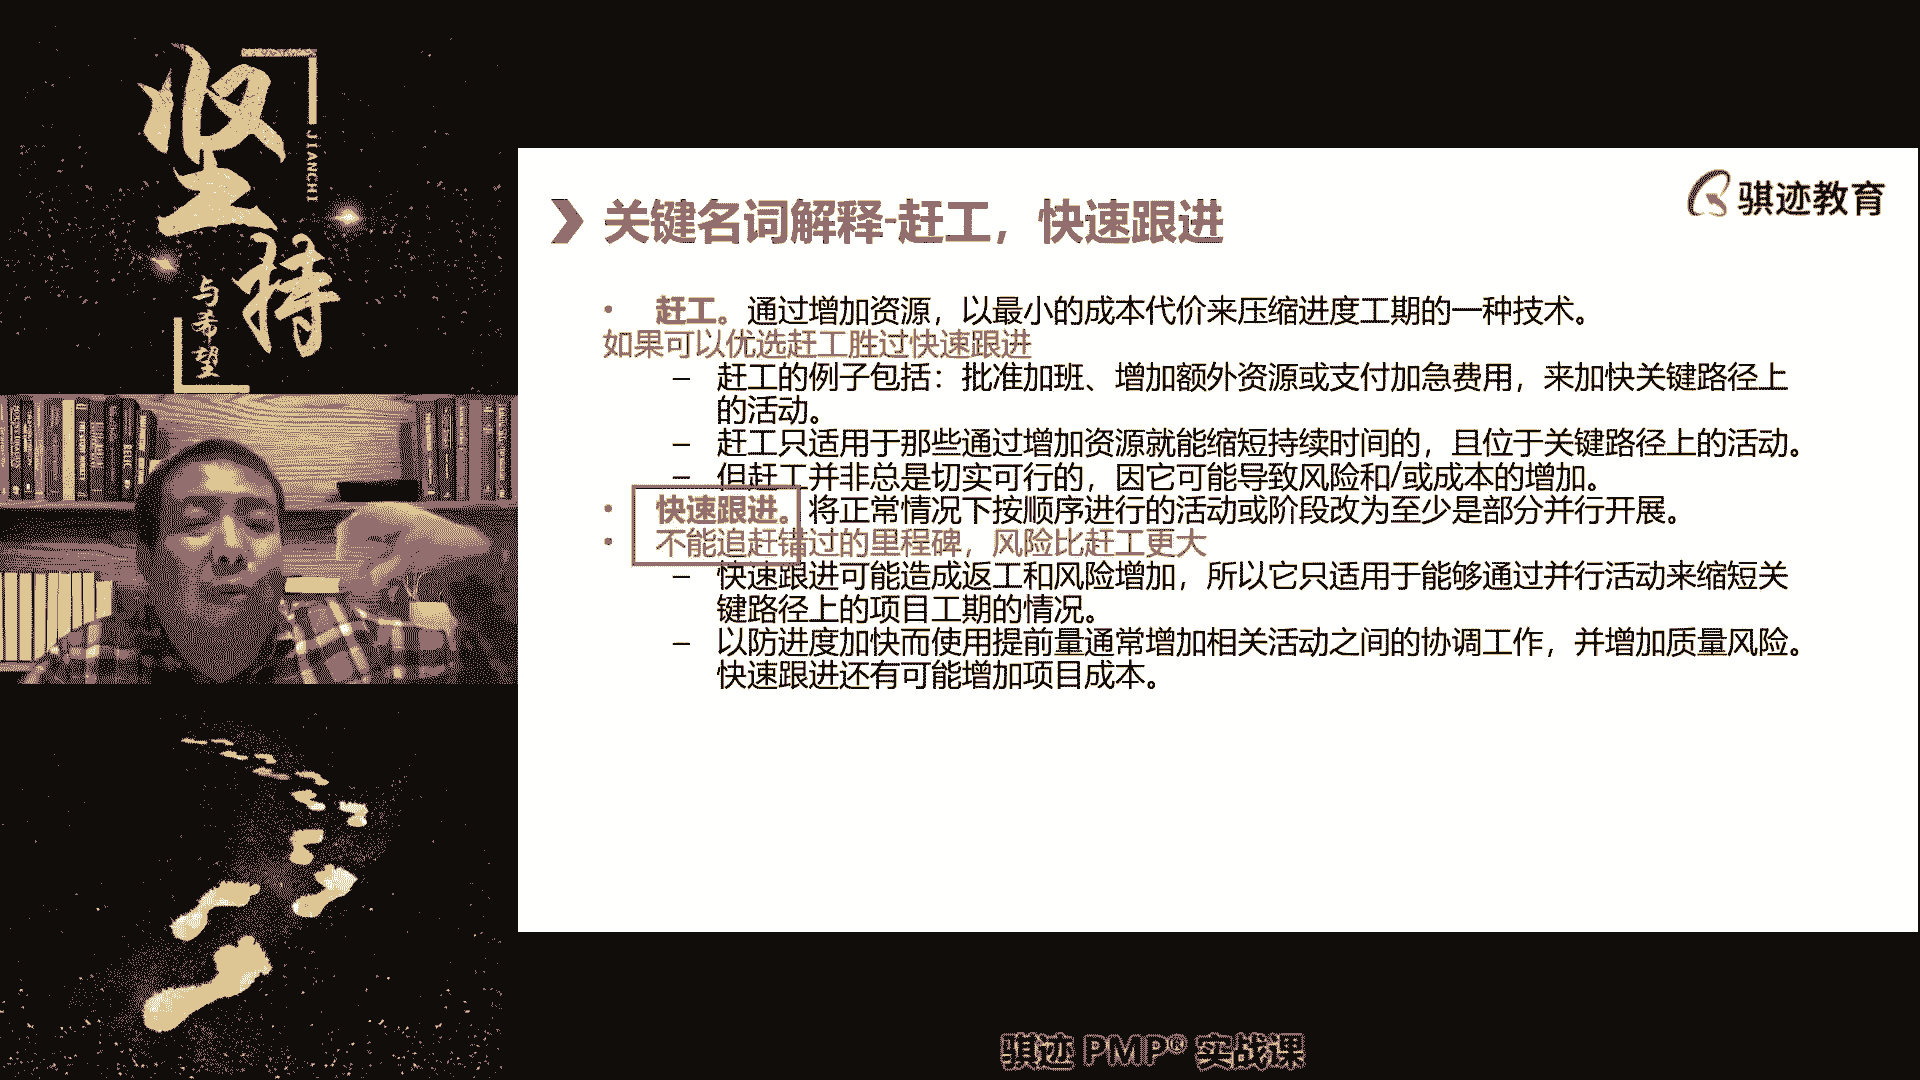 坚持
JIANCHI
与希望
骐迹教育
关键名词解释-赶工，快速跟进
• 赶工。通过增加资源，以最小的成本代价来压缩进度工期的一种技术。
如果可以优选赶工胜过快速跟进
– 赶工的例子包括：批准加班、增加额外资源或支付加急费用，来加快关键路径上
的活动。
– 赶工只适用于那些通过增加资源就能缩短持续时间的，且位于关键路径上的活动。
– 但赶工并非总是切实可行的，因它可能导致风险和/或成本的增加。
• 快速跟进。将正常情况下按顺序进行的活动或阶段改为至少是部分并行开展。
• 不能追赶错过的里程碑，风险比赶工更大
– 快速跟进可能造成返工和风险增加，所以它只适用于能够通过并行活动来缩短关
键路径上的项目工期的情况。
– 以防进度加快而使用提前量通常增加相关活动之间的协调工作，并增加质量风险。
快速跟进还有可能增加项目成本。
骐迹 PMP® 实战课